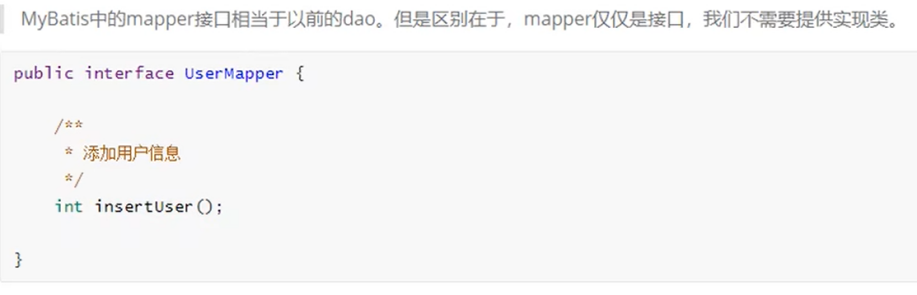 MyBatis中的mapper接口相当于以前的dao。但是区别在于，mapper仅仅是接口，我们不需要提供实现类。
public interface UserMapper {
    /**
     * 添加用户信息
     */
    int insertUser();
}